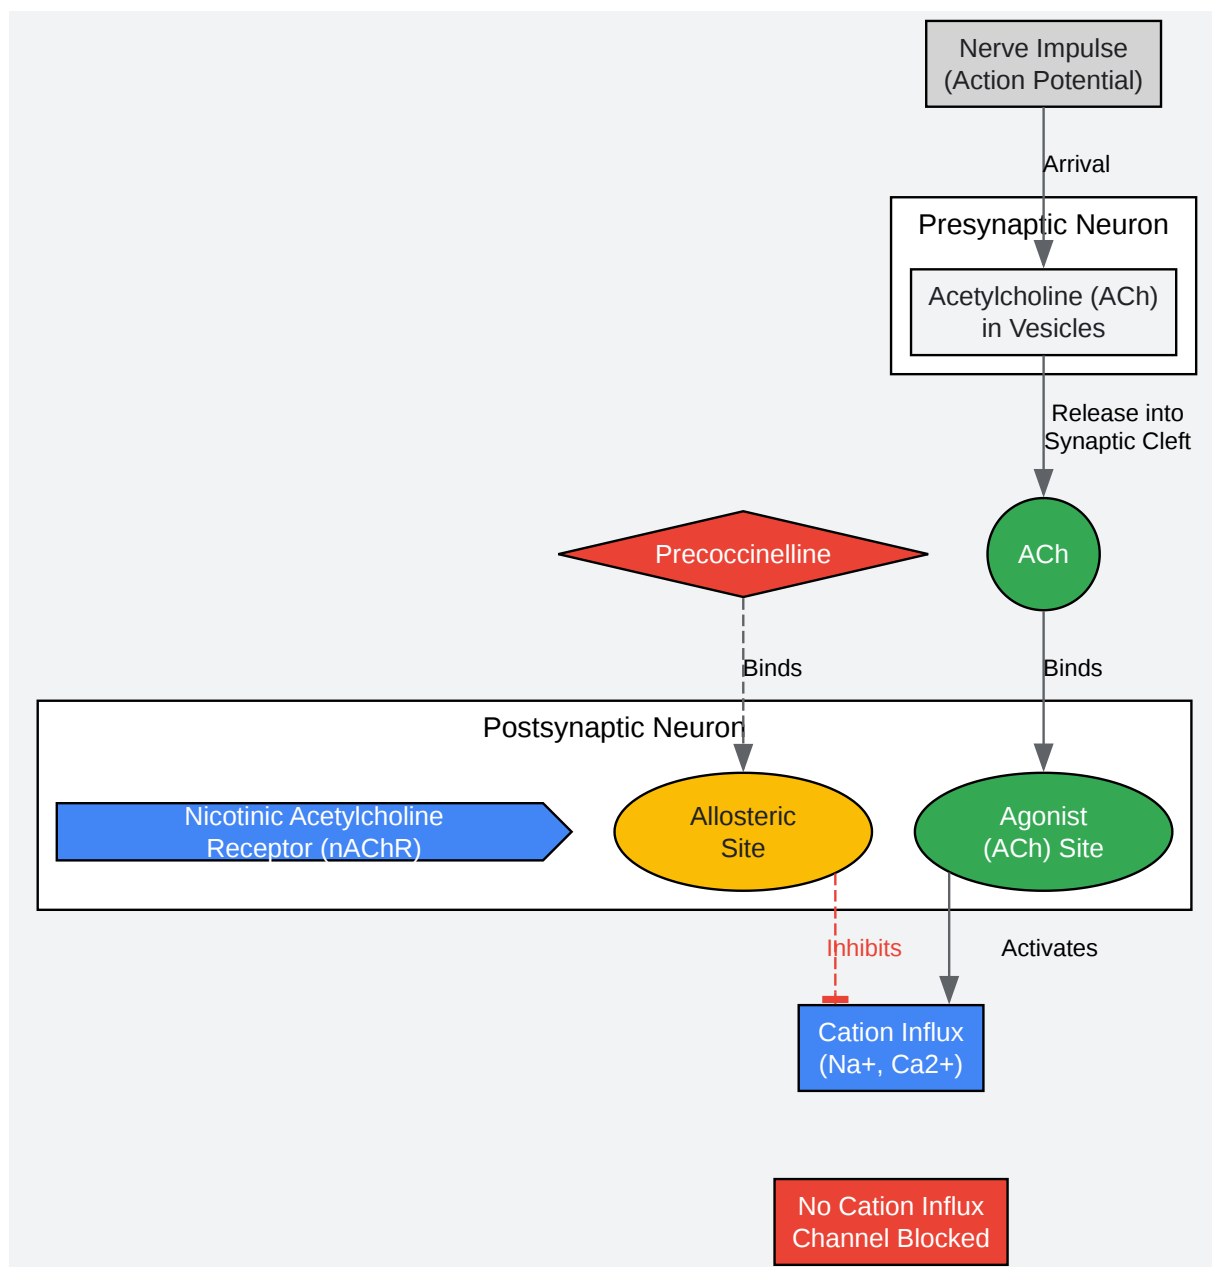 Nerve Impulse
(Action Potential)
Arrival
Presynaptic Neuron
Acetylcholine (ACh)
in Vesicles
Release into
Synaptic Cleft
Precoccinelline
ACh
Binds
Binds
Postsynaptic Neuron
Nicotinic Acetylcholine
Receptor (nAChR)
Allosteric
Site
Agonist
(ACh) Site
Inhibits
Activates
Cation Influx
(Na+, Ca2+)
No Cation Influx
Channel Blocked